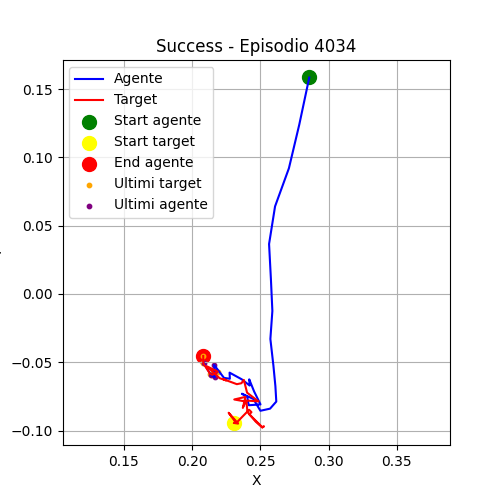 Success - Episodio 4034
Agente
Target
Start agente
Start target
End agente
Ultimi target
Ultimi agente
0.15
0.10
0.05
0.00
−0.05
−0.10
0.15 0.20 0.25 0.30 0.35
X